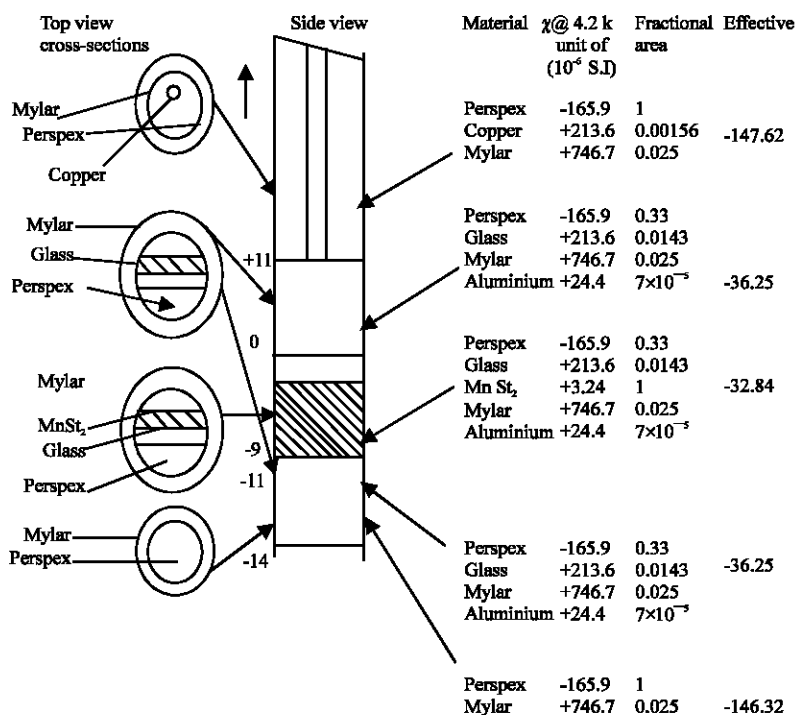 Top view
cross-sections
Mylar
Perspex
Copper
Mylar
Glass
Perspex
Mylar
MnSt₂
Glass
Perspex
Mylar
Perspex
Side view
+11
0
-9
-11
-14
Material χ@ 4.2 k Fractional Effective
unit of area
(10⁻⁶ S.I)
Perspex -165.9 1
Copper +213.6 0.00156 -147.62
Mylar +746.7 0.025
Perspex -165.9 0.33
Glass +213.6 0.0143
Mylar +746.7 0.025
Aluminium +24.4 7×10⁻⁵ -36.25
Perspex -165.9 0.33
Glass +213.6 0.0143
Mn St₂ +3.24 1 -32.84
Mylar +746.7 0.025
Aluminium +24.4 7×10⁻⁵
Perspex -165.9 0.33
Glass +213.6 0.0143 -36.25
Mylar +746.7 0.025
Aluminium +24.4 7×10⁻⁵
Perspex -165.9 1
Mylar +746.7 0.025 -146.32